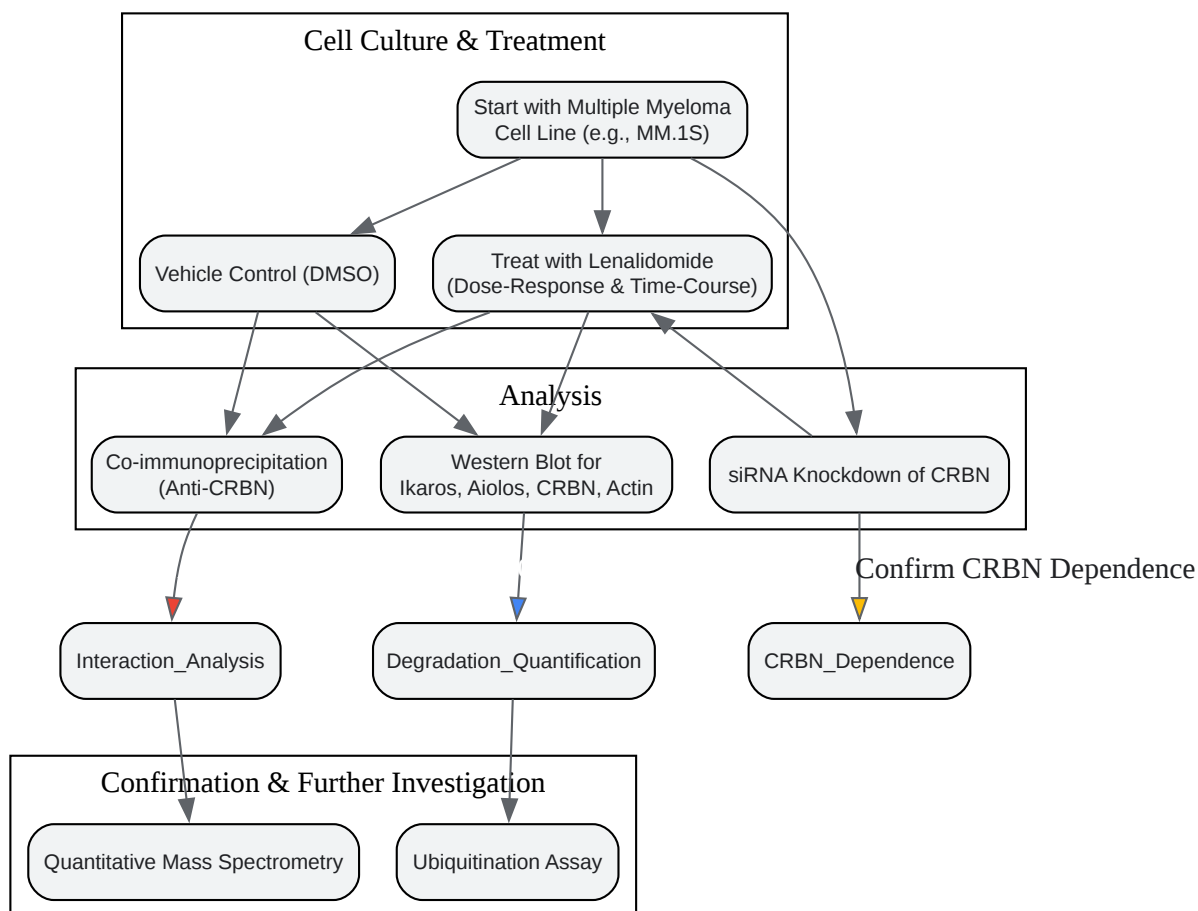 Cell Culture & Treatment
Start with Multiple Myeloma
Cell Line (e.g., MM.1S)
Vehicle Control (DMSO)
Treat with Lenalidomide
(Dose-Response & Time-Course)
Analysis
Co-immunoprecipitation
(Anti-CRBN)
Western Blot for
Ikaros, Aiolos, CRBN, Actin
siRNA Knockdown of CRBN
Confirm CRBN Dependence
Interaction_Analysis
Degradation_Quantification
CRBN_Dependence
Confirmation & Further Investigation
Quantitative Mass Spectrometry
Ubiquitination Assay